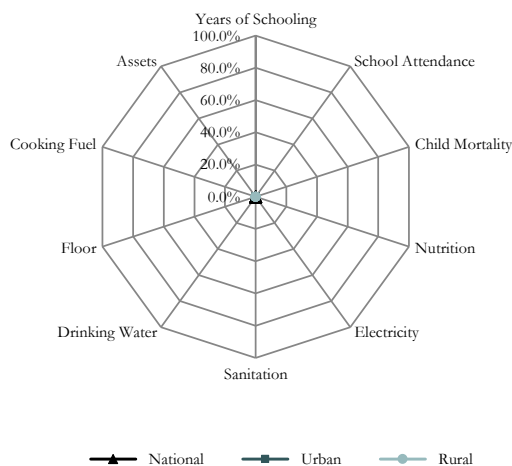 Years of Schooling
100.0%
Assets
School Attendance
80.0%
60.0%
40.0%
Cooking Fuel
Child Mortality
20.0%
0.0%
Floor
Nutrition
Drinking Water
Electricity
Sanitation
National
Urban
Rural